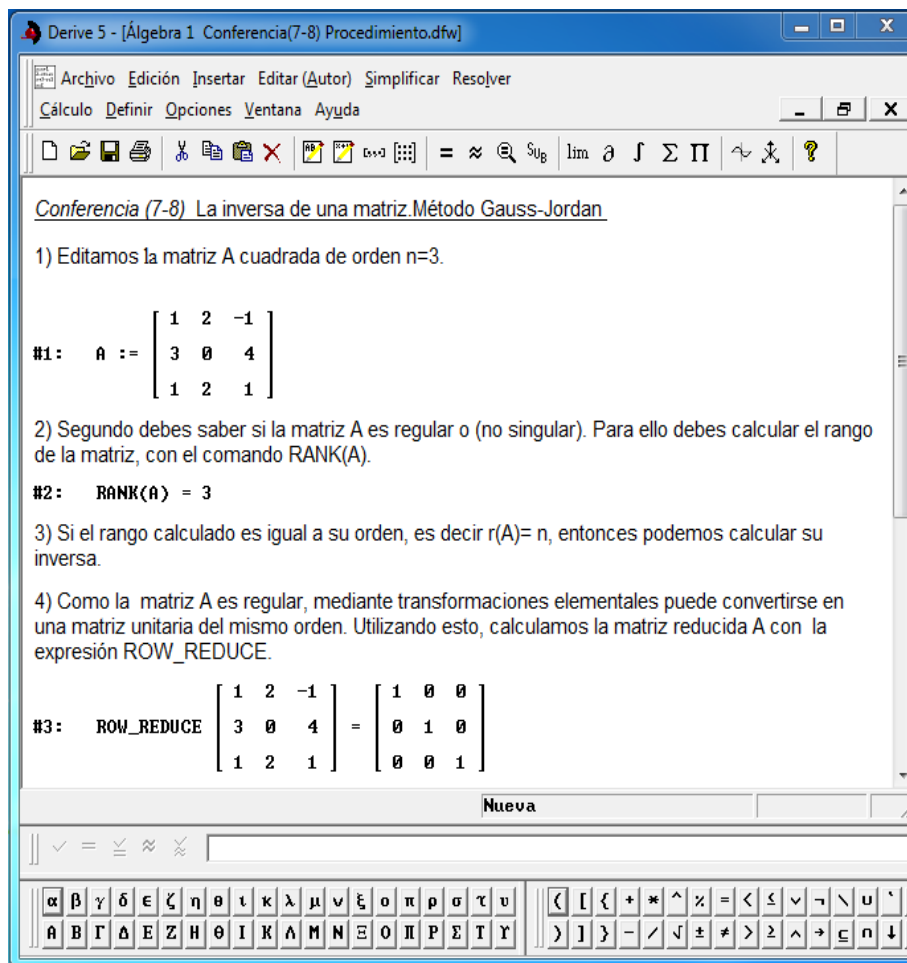 Derive 5 - [Álgebra 1 Conferencia(7-8) Procedimiento.dfw]
Archivo Edición Insertar Editar (Autor) Simplificar Resolver
Cálculo Definir Opciones Ventana Ayuda
= ≈ SUB lim ∂ ∫ Σ Π
Conferencia (7-8) La inversa de una matriz.Método Gauss-Jordan
1) Editamos la matriz A cuadrada de orden n=3.
1 2 -1
#1: A := 3 0 4
1 2 1
2) Segundo debes saber si la matriz A es regular o (no singular). Para ello debes calcular el rango
de la matriz, con el comando RANK(A).
#2: RANK(A) = 3
3) Si el rango calculado es igual a su orden, es decir r(A)= n, entonces podemos calcular su
inversa.
4) Como la matriz A es regular, mediante transformaciones elementales puede convertirse en
una matriz unitaria del mismo orden. Utilizando esto, calculamos la matriz reducida A con la
expresión ROW_REDUCE.
1 2 -1 1 0 0
#3: ROW_REDUCE 3 0 4 = 0 1 0
1 2 1 0 0 1
Nueva
α β γ δ ε ζ η θ ι κ λ μ ν ξ ο π ρ σ τ υ ( [ { + * ^ % = < ≤ ∨ ¬ \ ∪ `
Α Β Γ Δ Ε Ζ Η Θ Ι Κ Λ Μ Ν Ξ Ο Π Ρ Σ Τ Υ ) ] } - / √ ± ≠ > ≥ ∧ → ⊆ ∩ ↓